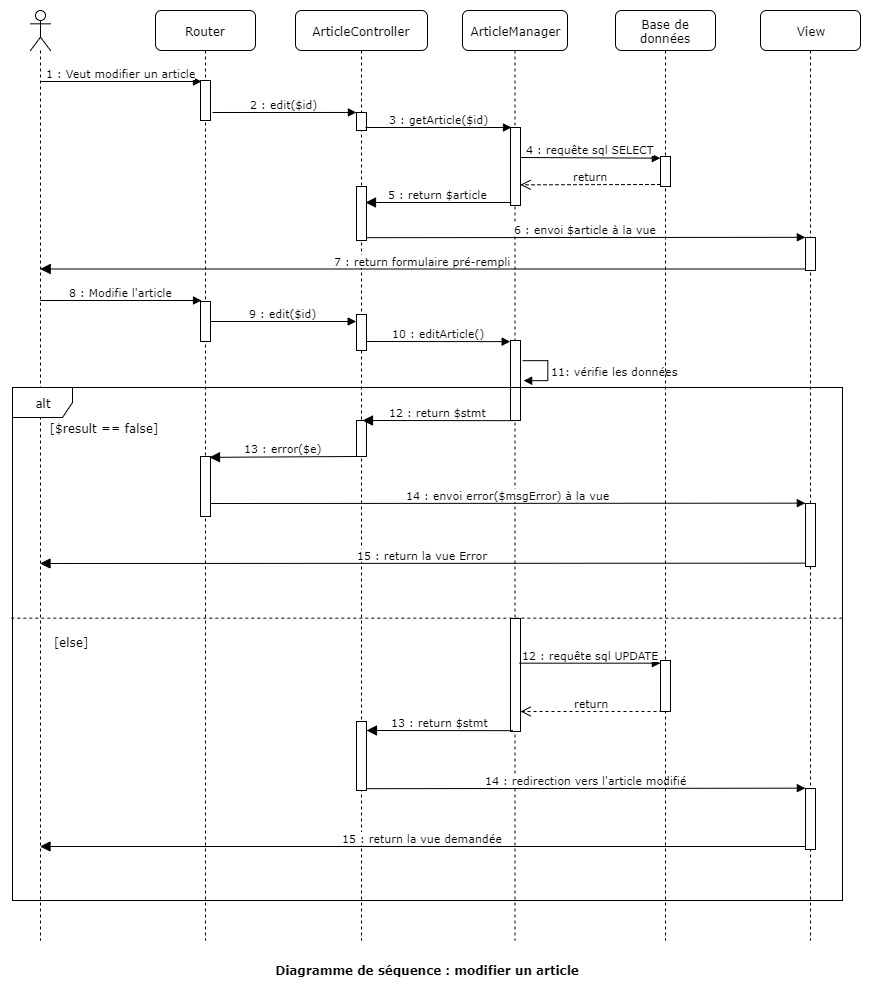 Router
ArticleController
ArticleManager
Base de
données
View
1 : Veut modifier un article
2 : edit($id)
3 : getArticle($id)
4 : requête sql SELECT
return
5 : return $article
6 : envoi $article à la vue
7 : return formulaire pré-rempli
8 : Modifie l'article
9 : edit($id)
10 : editArticle()
11: vérifie les données
alt
12 : return $stmt
[$result == false]
13 : error($e)
14 : envoi error($msgError) à la vue
15 : return la vue Error
[else]
12 : requête sql UPDATE
return
13 : return $stmt
14 : redirection vers l'article modifié
15 : return la vue demandée
Diagramme de séquence : modifier un article